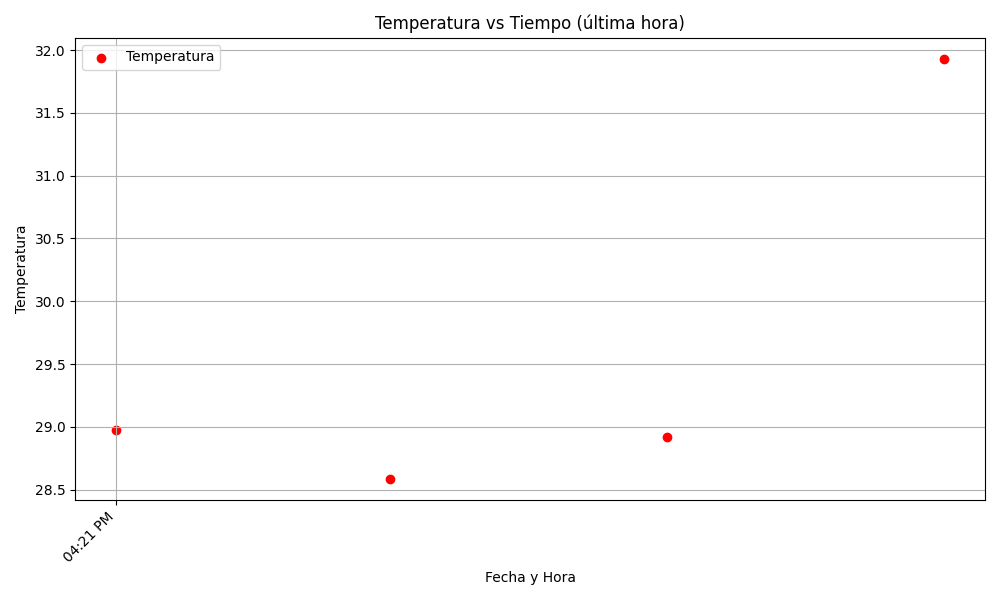 Temperatura vs Tiempo (última hora)
Temperatura
32.0
31.5
31.0
30.5
30.0
29.5
29.0
28.5
Temperatura
04:21 PM
Fecha y Hora